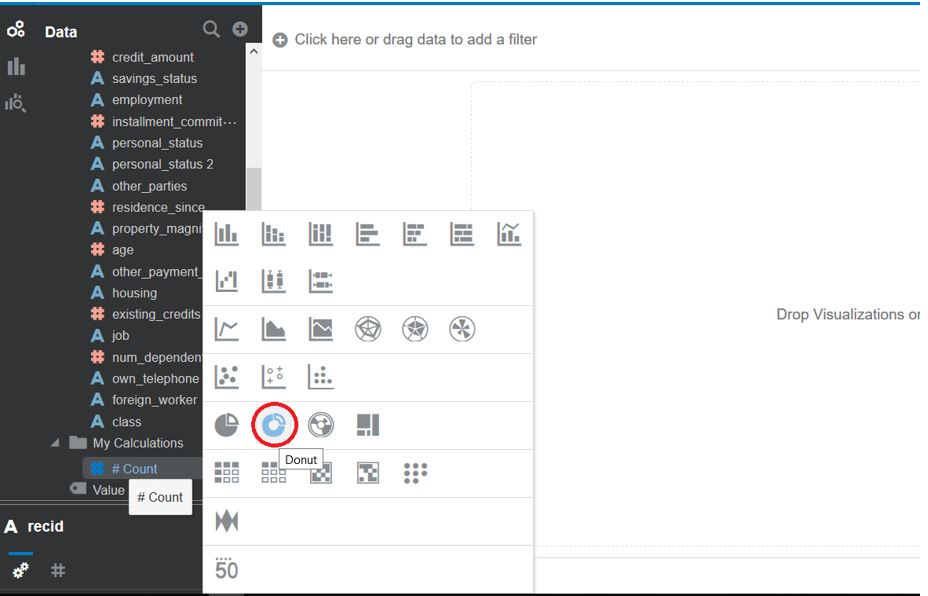 Data
Click here or drag data to add a filter
credit_amount
savings_status
employment
installment_commit···
personal_status
personal_status 2
other_parties
residence_since
property_magni
age
other_payment_
housing
existing_credits
job
num_dependent
own_telephone
foreign_worker
class
My Calculations
# Count
Value
# Count
A recid
Drop Visualizations or
Donut
50